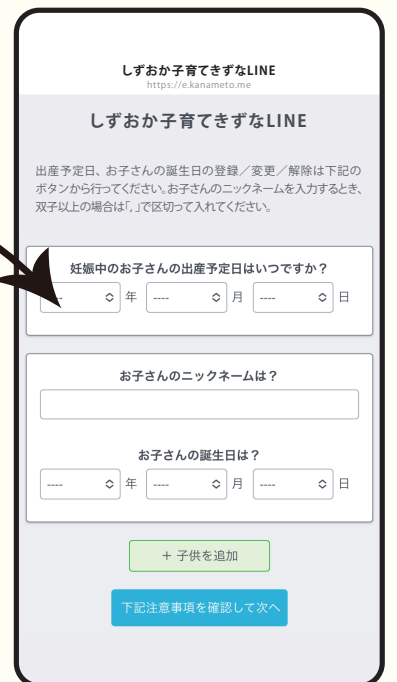 しずおか子育てきずなLINE
https://e.kanameto.me
しずおか子育てきずなLINE
出産予定日、お子さんの誕生日の登録／変更／解除は下記の
ボタンから行ってください。お子さんのニックネームを入力するとき、
双子以上の場合は「, 」で区切って入れてください。
妊娠中のお子さんの出産予定日はいつですか？
---- 年 ---- 月 ---- 日
お子さんのニックネームは？
お子さんの誕生日は？
---- 年 ---- 月 ---- 日
＋ 子供を追加
下記注意事項を確認して次へ